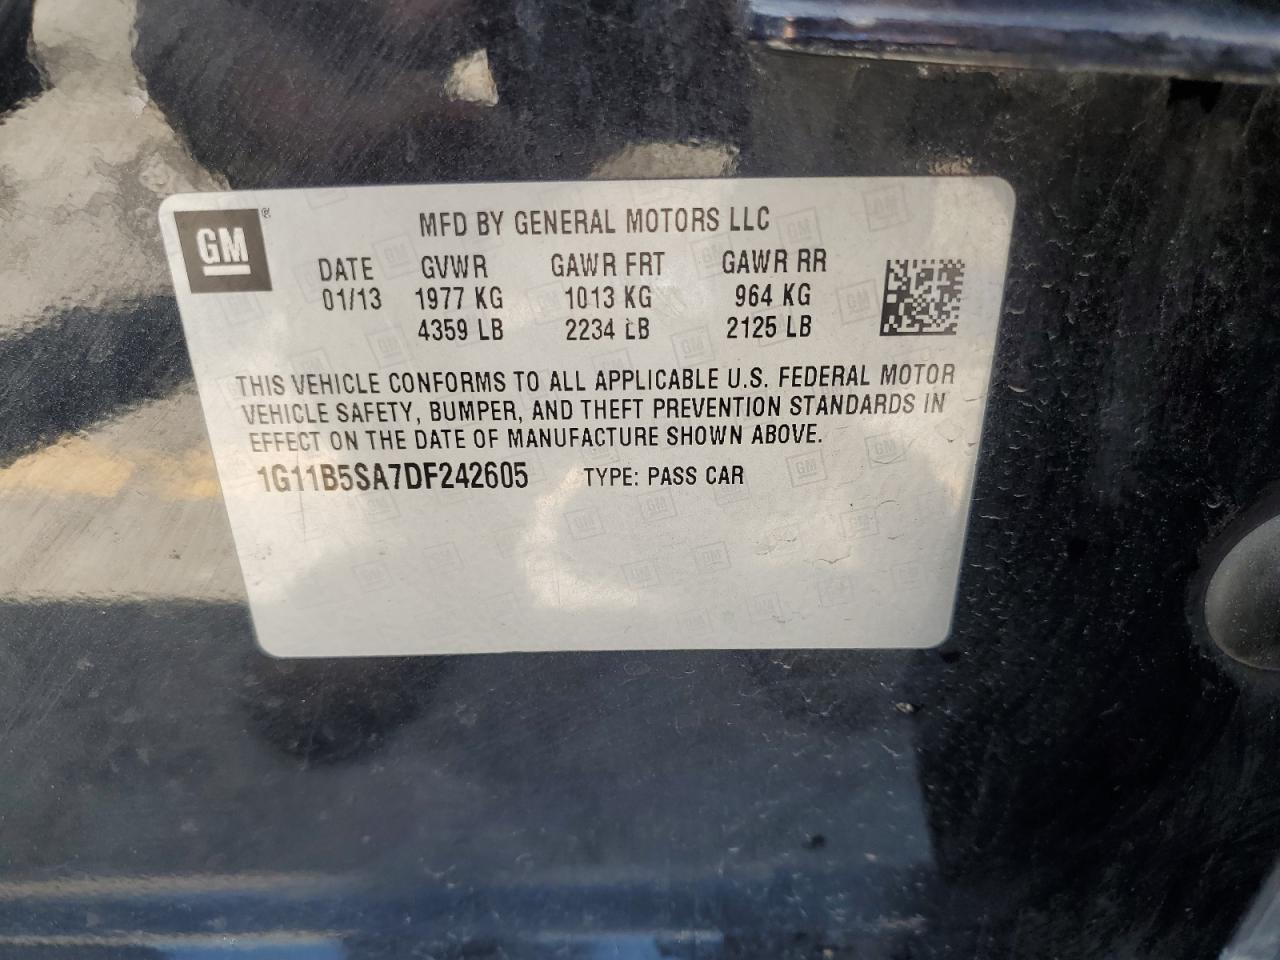 GM®
MFD BY GENERAL MOTORS LLC
DATE GVWR GAWR FRT GAWR RR
01/13 1977 KG 1013 KG 964 KG
4359 LB 2234 LB 2125 LB
THIS VEHICLE CONFORMS TO ALL APPLICABLE U.S. FEDERAL MOTOR
VEHICLE SAFETY, BUMPER, AND THEFT PREVENTION STANDARDS IN
EFFECT ON THE DATE OF MANUFACTURE SHOWN ABOVE.
1G11B5SA7DF242605 TYPE: PASS CAR